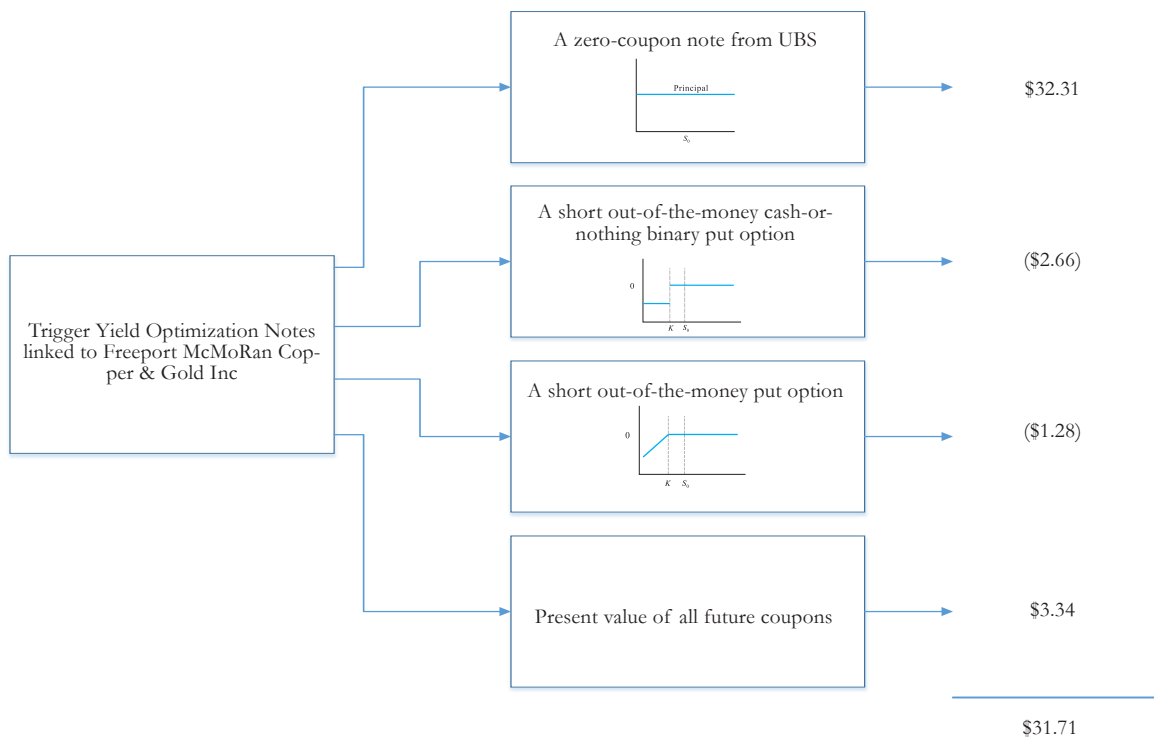 A zero-coupon note from UBS
Principal
S₀
$32.31
A short out-of-the-money cash-or-
nothing binary put option
0
K
S₀
($2.66)
Trigger Yield Optimization Notes
linked to Freeport McMoRan Cop-
per & Gold Inc
A short out-of-the-money put option
0
K
S₀
($1.28)
Present value of all future coupons
$3.34
$31.71